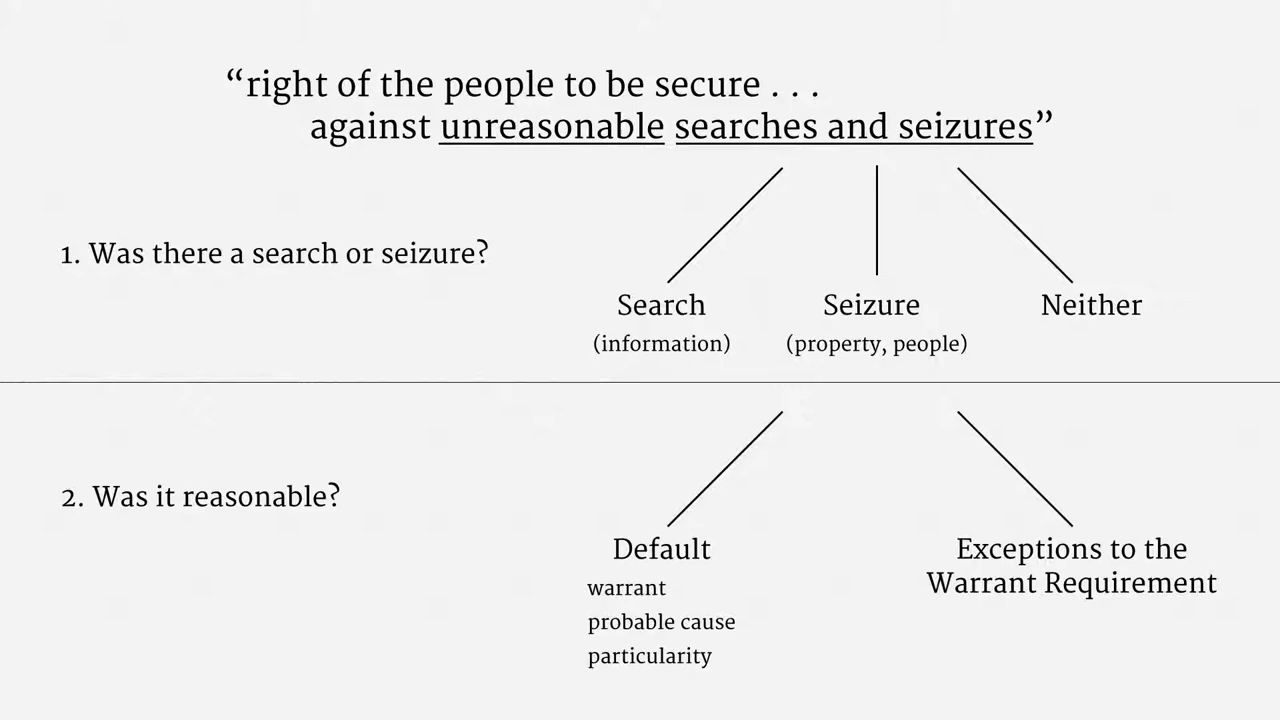 “right of the people to be secure . . .
against unreasonable searches and seizures”
1. Was there a search or seizure?
Search
(information)
Seizure
(property, people)
Neither
2. Was it reasonable?
Default
warrant
probable cause
particularity
Exceptions to the
Warrant Requirement